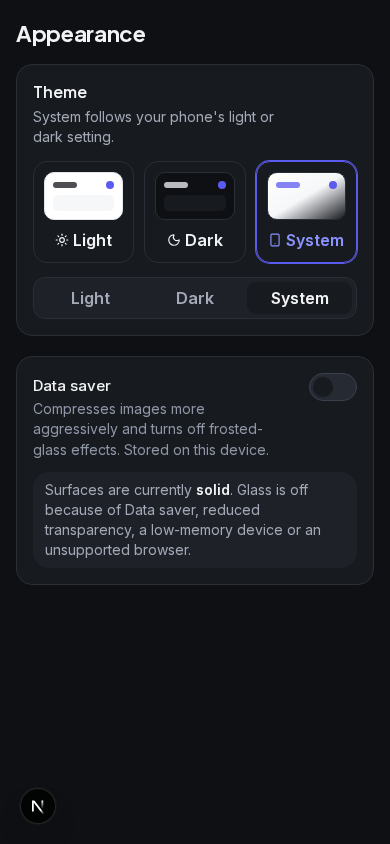 Appearance
Theme
System follows your phone's light or
dark setting.
Light
Dark
System
Light
Dark
System
Data saver
Compresses images more
aggressively and turns off frosted-
glass effects. Stored on this device.
Surfaces are currently solid. Glass is off
because of Data saver, reduced
transparency, a low-memory device or an
unsupported browser.
N